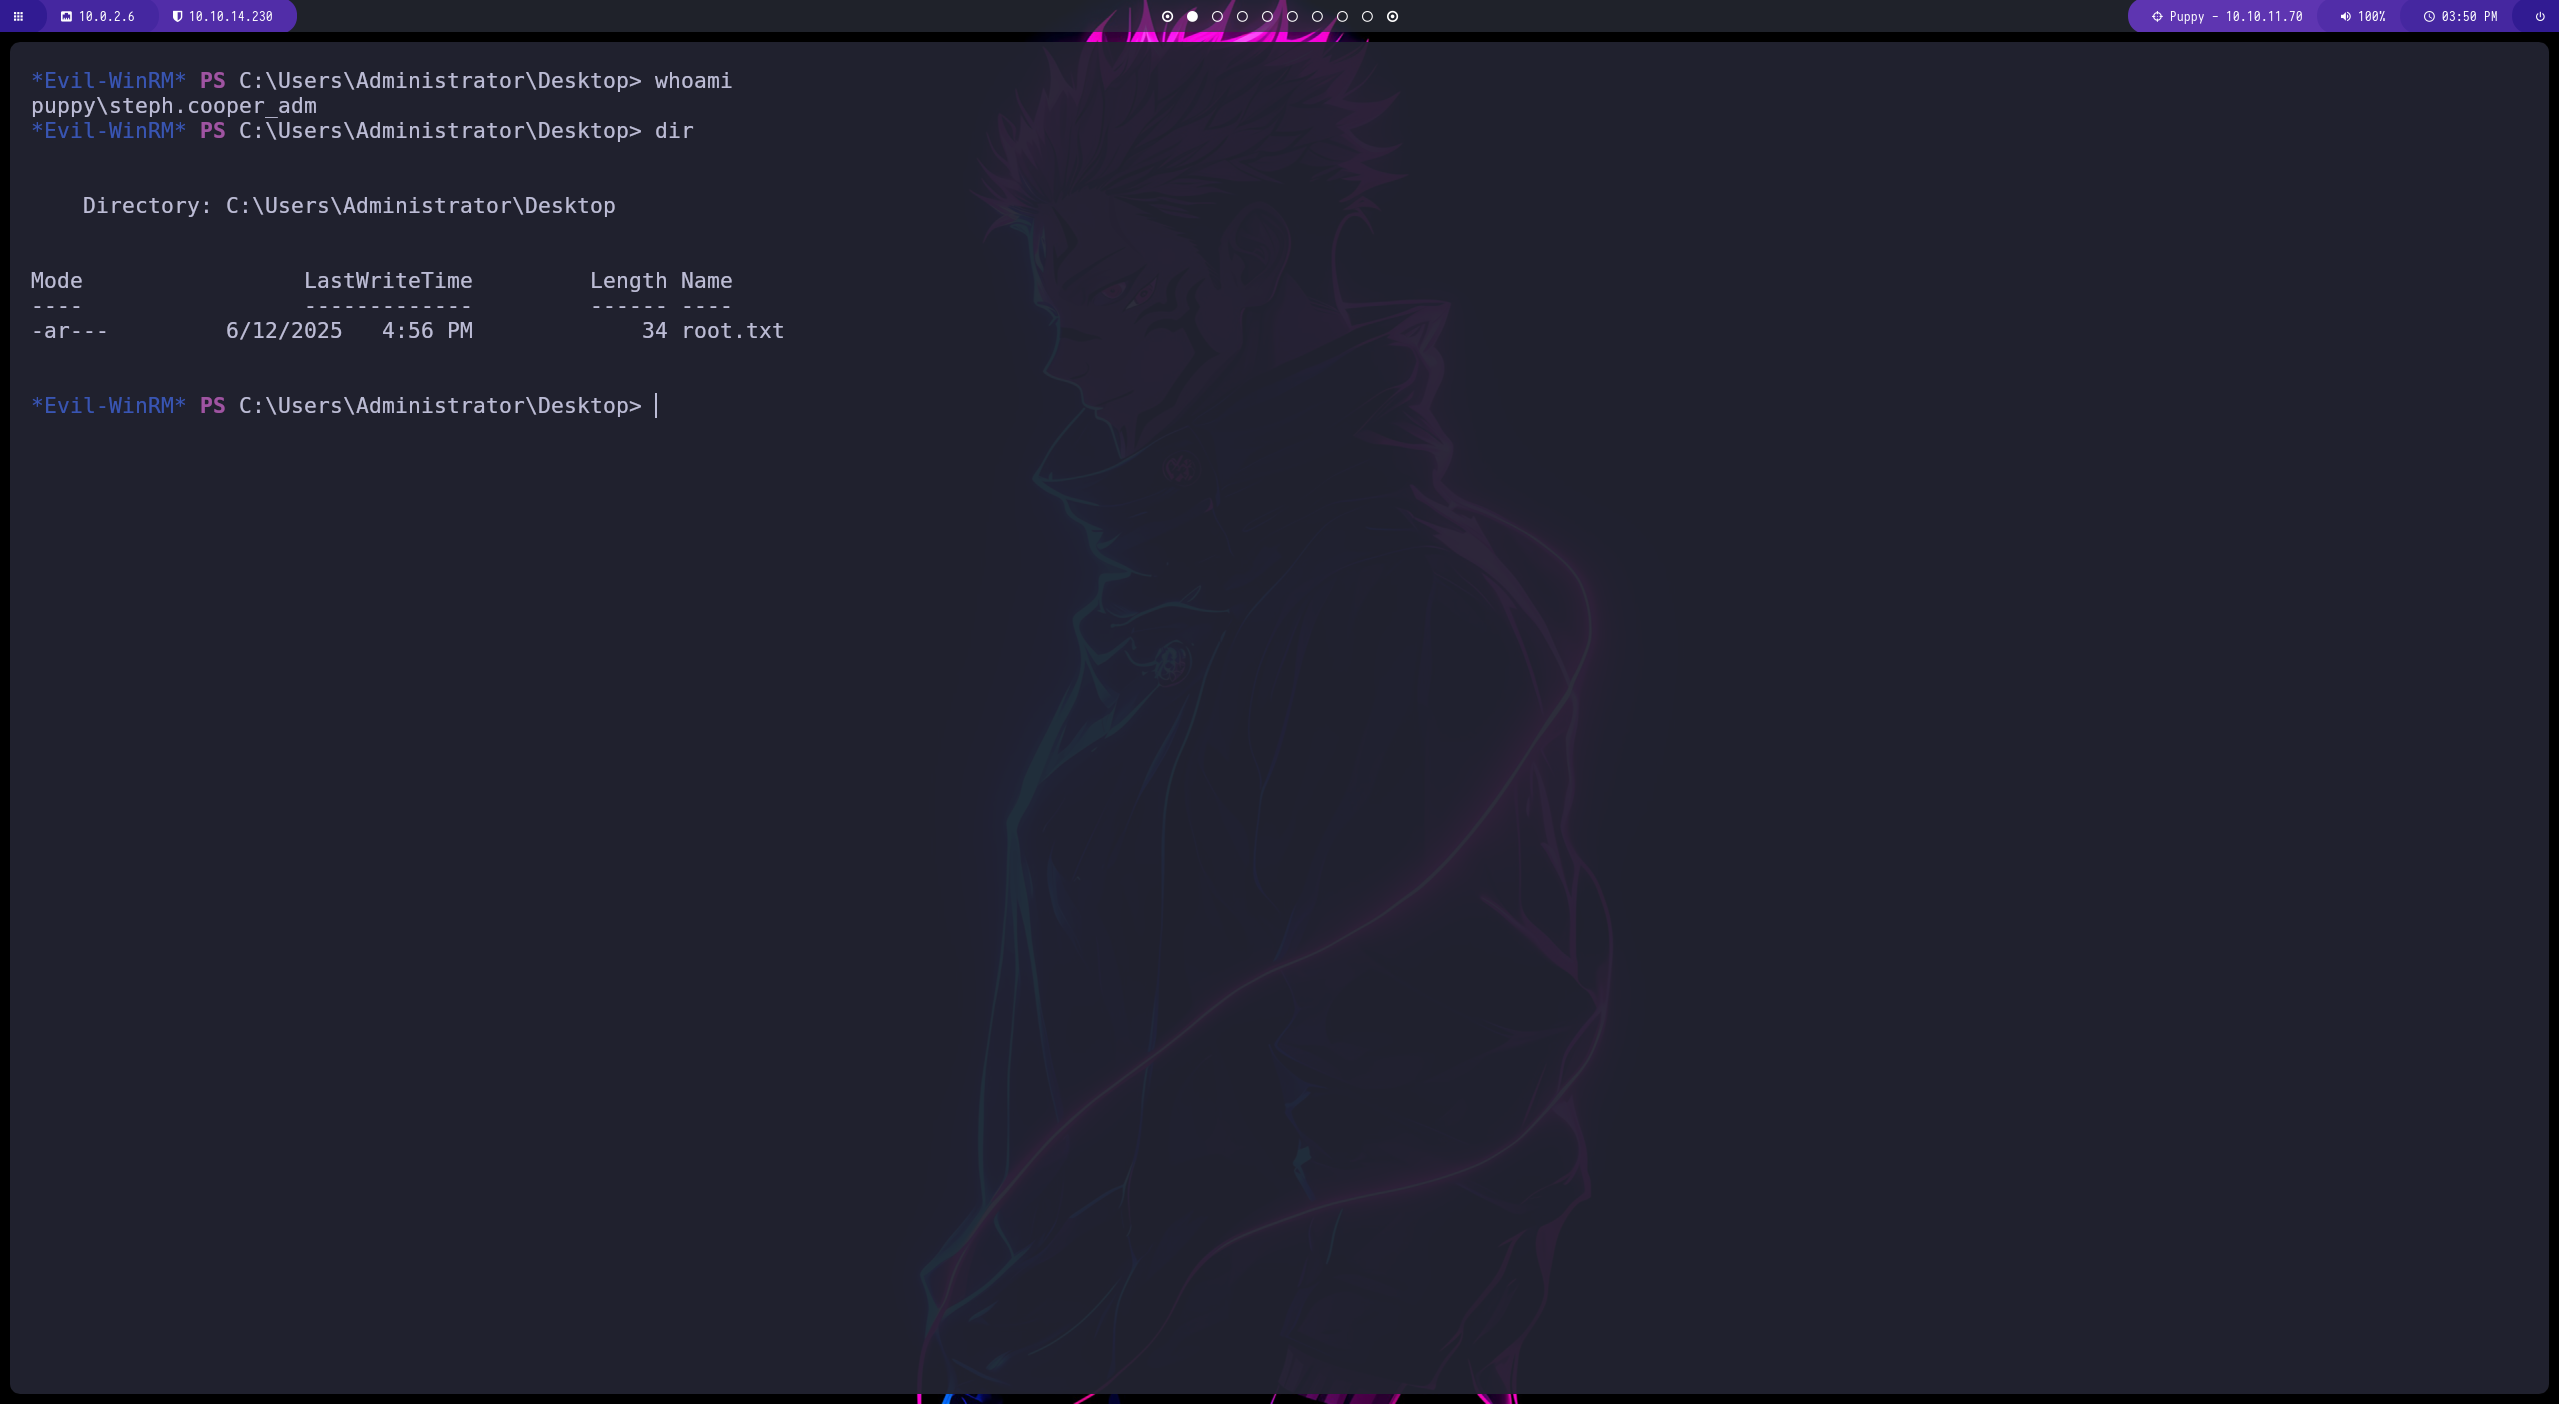 10.0.2.6 10.10.14.230 Puppy - 10.10.11.70 100% 03:50 PM
*Evil-WinRM* PS C:\Users\Administrator\Desktop> whoami
puppy\steph.cooper_adm
*Evil-WinRM* PS C:\Users\Administrator\Desktop> dir
Directory: C:\Users\Administrator\Desktop
Mode LastWriteTime Length Name
---- ------------- ------ ----
-ar--- 6/12/2025 4:56 PM 34 root.txt
*Evil-WinRM* PS C:\Users\Administrator\Desktop>